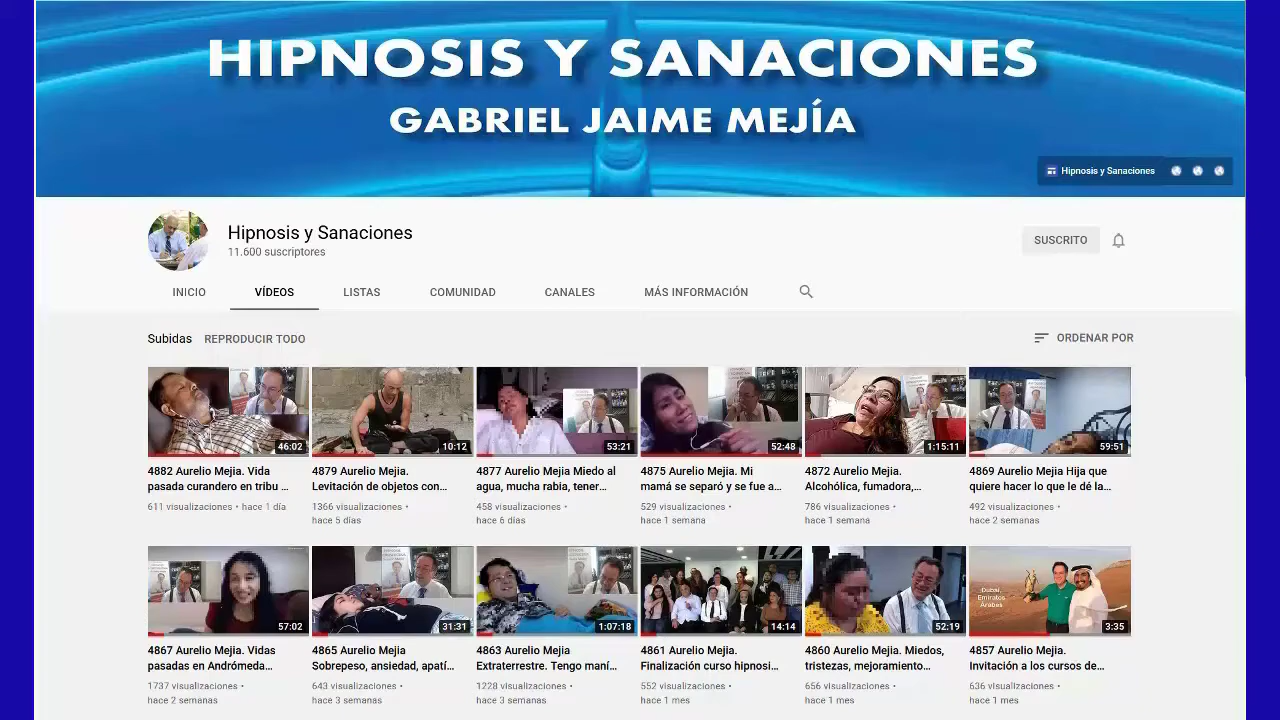 HIPNOSIS Y SANACIONES
GABRIEL JAIME MEJÍA
Hipnosis y Sanaciones
Hipnosis y Sanaciones
11.600 suscriptores
SUSCRITO
INICIO VÍDEOS LISTAS COMUNIDAD CANALES MÁS INFORMACIÓN
Subidas REPRODUCIR TODO ORDENAR POR
46:02
10:12
53:21
52:48
1:15:11
59:51
4882 Aurelio Mejia. Vida
pasada curandero en tribu ...
611 visualizaciones • hace 1 día
4879 Aurelio Mejia.
Levitación de objetos con...
1366 visualizaciones •
hace 5 días
4877 Aurelio Mejia Miedo al
agua, mucha rabia, tener...
458 visualizaciones •
hace 6 días
4875 Aurelio Mejia. Mi
mamá se separó y se fue a...
529 visualizaciones •
hace 1 semana
4872 Aurelio Mejia.
Alcohólica, fumadora,...
786 visualizaciones •
hace 1 semana
4869 Aurelio Mejia Hija que
quiere hacer lo que le dé la...
492 visualizaciones •
hace 2 semanas
57:02
31:31
1:07:18
14:14
52:19
Dubai,
Emiratos
Árabes
3:35
4867 Aurelio Mejia. Vidas
pasadas en Andrómeda...
1737 visualizaciones •
hace 2 semanas
4865 Aurelio Mejia
Sobrepeso, ansiedad, apatí...
643 visualizaciones •
hace 3 semanas
4863 Aurelio Mejia
Extraterrestre. Tengo maní...
1228 visualizaciones •
hace 3 semanas
4861 Aurelio Mejia.
Finalización curso hipnosi...
552 visualizaciones •
hace 1 mes
4860 Aurelio Mejia. Miedos,
tristezas, mejoramiento...
656 visualizaciones •
hace 1 mes
4857 Aurelio Mejia.
Invitación a los cursos de...
636 visualizaciones •
hace 1 mes